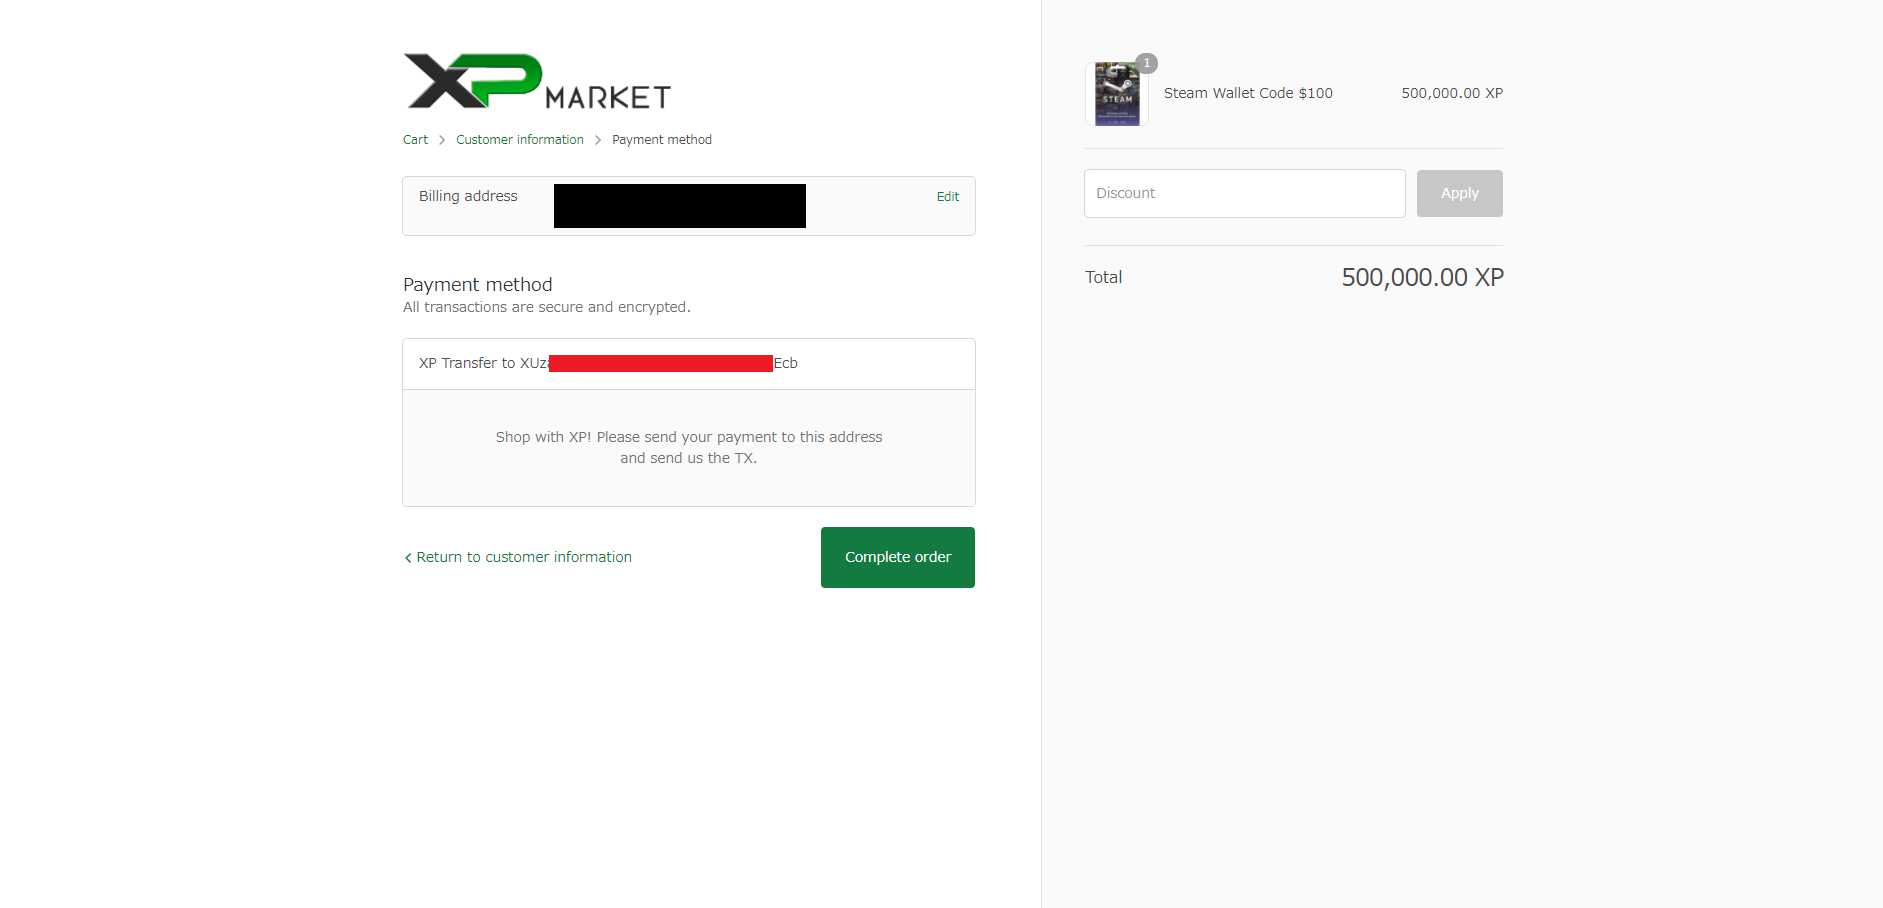 XP MARKET
Cart > Customer information > Payment method
Billing address
Edit
Payment method
All transactions are secure and encrypted.
XP Transfer to XUz Ecb
Shop with XP! Please send your payment to this address
and send us the TX.
< Return to customer information
Complete order
1
STEAM
Steam Wallet Code $100
500,000.00 XP
Discount
Apply
Total
500,000.00 XP